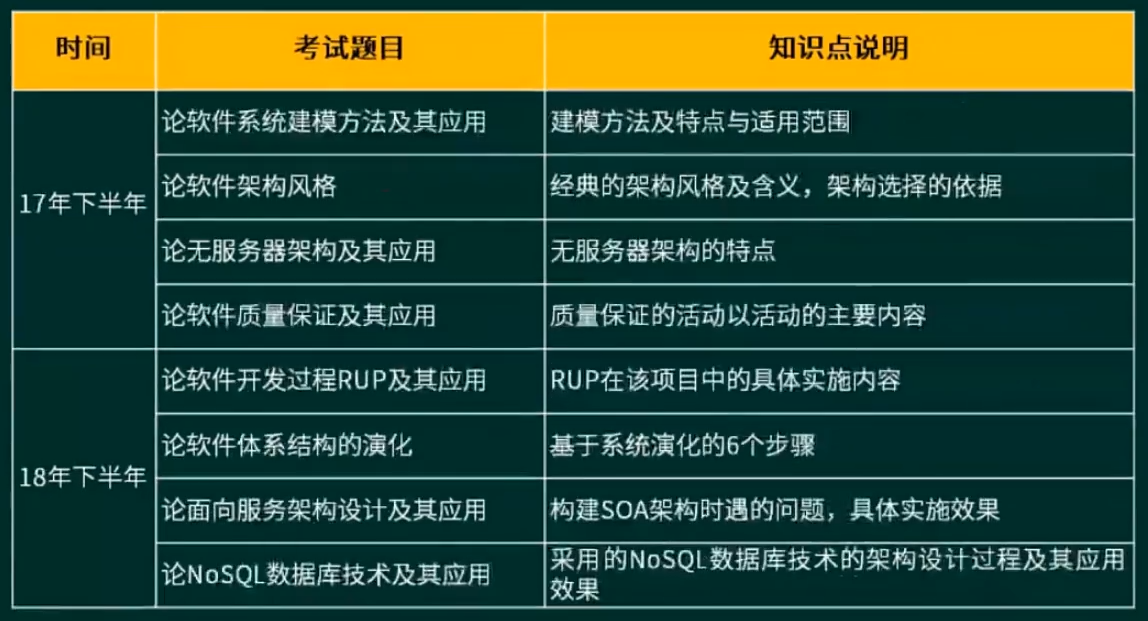 时间 考试题目 知识点说明
17年下半年
论软件系统建模方法及其应用 建模方法及特点与适用范围
论软件架构风格 经典的架构风格及含义，架构选择的依据
论无服务器架构及其应用 无服务器架构的特点
论软件质量保证及其应用 质量保证的活动以活动的主要内容
18年下半年
论软件开发过程RUP及其应用 RUP在该项目中的具体实施内容
论软件体系结构的演化 基于系统演化的6个步骤
论面向服务架构设计及其应用 构建SOA架构时遇的问题，具体实施效果
论NoSQL数据库技术及其应用 采用的NoSQL数据库技术的架构设计过程及其应用
效果